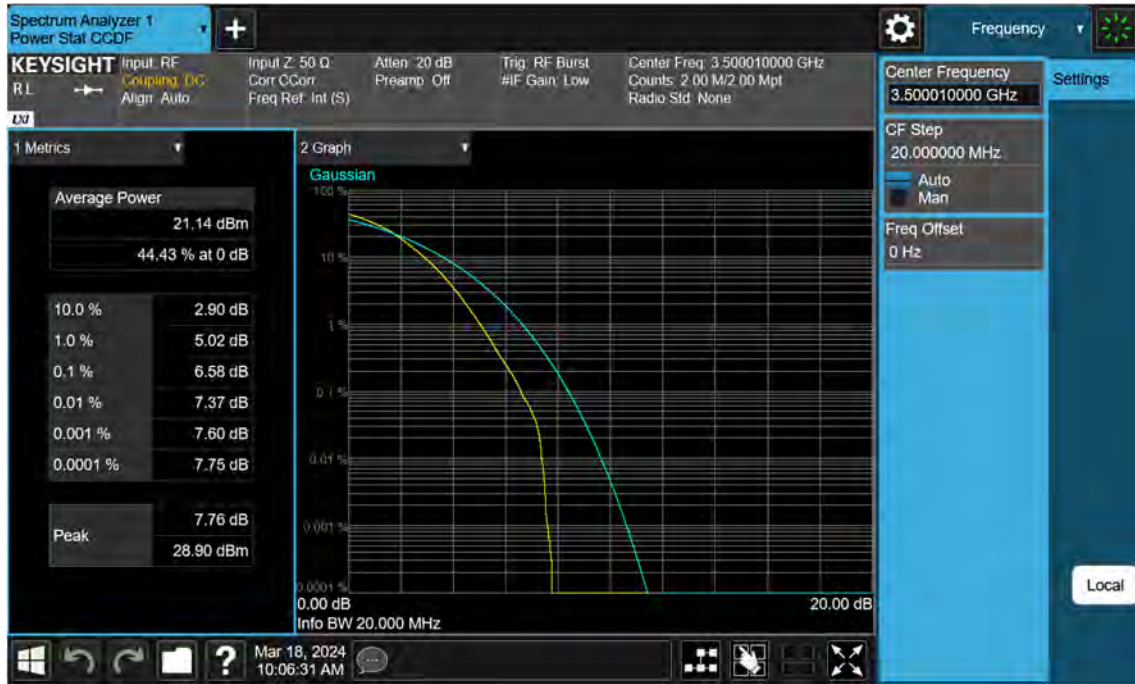 Spectrum Analyzer 1
Power Stat CCDF
+
Frequency
KEYSIGHT
RL
LXI
Input: RF
Coupling: DC
Align: Auto
Input Z: 50 Ω
Corr CCorr
Freq Ref: Int (S)
Atten: 20 dB
Preamp: Off
Trig: RF Burst
#IF Gain: Low
Center Freq: 3.500010000 GHz
Counts: 2.00 M/2.00 Mpt
Radio Std: None
Center Frequency
3.500010000 GHz
Settings
CF Step
20.000000 MHz
Auto
Man
Freq Offset
0 Hz
Local
1 Metrics
Average Power
21.14 dBm
44.43 % at 0 dB
10.0 % 2.90 dB
1.0 % 5.02 dB
0.1 % 6.58 dB
0.01 % 7.37 dB
0.001 % 7.60 dB
0.0001 % 7.75 dB
Peak 7.76 dB
28.90 dBm
2 Graph
Gaussian
100 %
10 %
1 %
0.1 %
0.01 %
0.001 %
0.0001 %
0.00 dB 20.00 dB
Info BW 20.000 MHz
?
Mar 18, 2024
10:06:31 AM